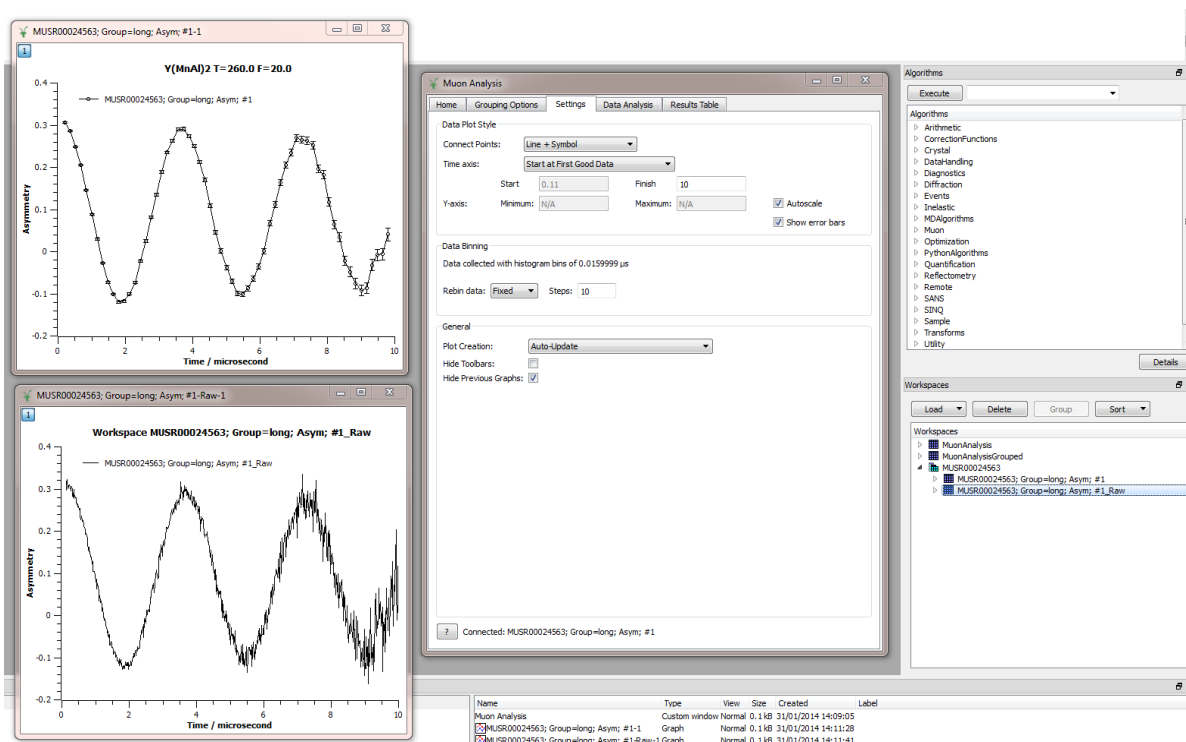 MUSR00024563; Group=long; Asym; #1-1
1
Y(MnAl)2 T=260.0 F=20.0
MUSR00024563; Group=long; Asym; #1
0.4
0.3
0.2
0.1
0
-0.1
-0.2
Asymmetry
0 2 4 6 8 10
Time / microsecond
MUSR00024563; Group=long; Asym; #1-Raw-1
1
Workspace MUSR00024563; Group=long; Asym; #1_Raw
MUSR00024563; Group=long; Asym; #1_Raw
0.4
0.3
0.2
0.1
0
-0.1
-0.2
Asymmetry
0 2 4 6 8 10
Time / microsecond
Muon Analysis
Home Grouping Options Settings Data Analysis Results Table
Data Plot Style
Connect Points: Line + Symbol
Time axis: Start at First Good Data
Start 0.11 Finish 10
Y-axis: Minimum: N/A Maximum: N/A Autoscale
Show error bars
Data Binning
Data collected with histogram bins of 0.0159999 µs
Rebin data: Fixed Steps: 10
General
Plot Creation: Auto-Update
Hide Toolbars:
Hide Previous Graphs:
? Connected: MUSR00024563; Group=long; Asym; #1
Algorithms
Execute
Algorithms
Arithmetic
CorrectionFunctions
Crystal
DataHandling
Diagnostics
Diffraction
Events
Inelastic
MDAlgorithms
Muon
Optimization
PythonAlgorithms
Quantification
Reflectometry
Remote
SANS
SINQ
Sample
Transforms
Utility
Details
Workspaces
Load Delete Group Sort
Workspaces
MuonAnalysis
MuonAnalysisGrouped
MUSR00024563
MUSR00024563; Group=long; Asym; #1
MUSR00024563; Group=long; Asym; #1_Raw
Name Type View Size Created Label
Muon Analysis Custom window Normal 0.1 kB 31/01/2014 14:09:05
MUSR00024563; Group=long; Asym; #1-1 Graph Normal 0.1 kB 31/01/2014 14:11:28
MUSR00024563; Group=long; Asym; #1-Raw-1 Graph Normal 0.1 kB 31/01/2014 14:11:41